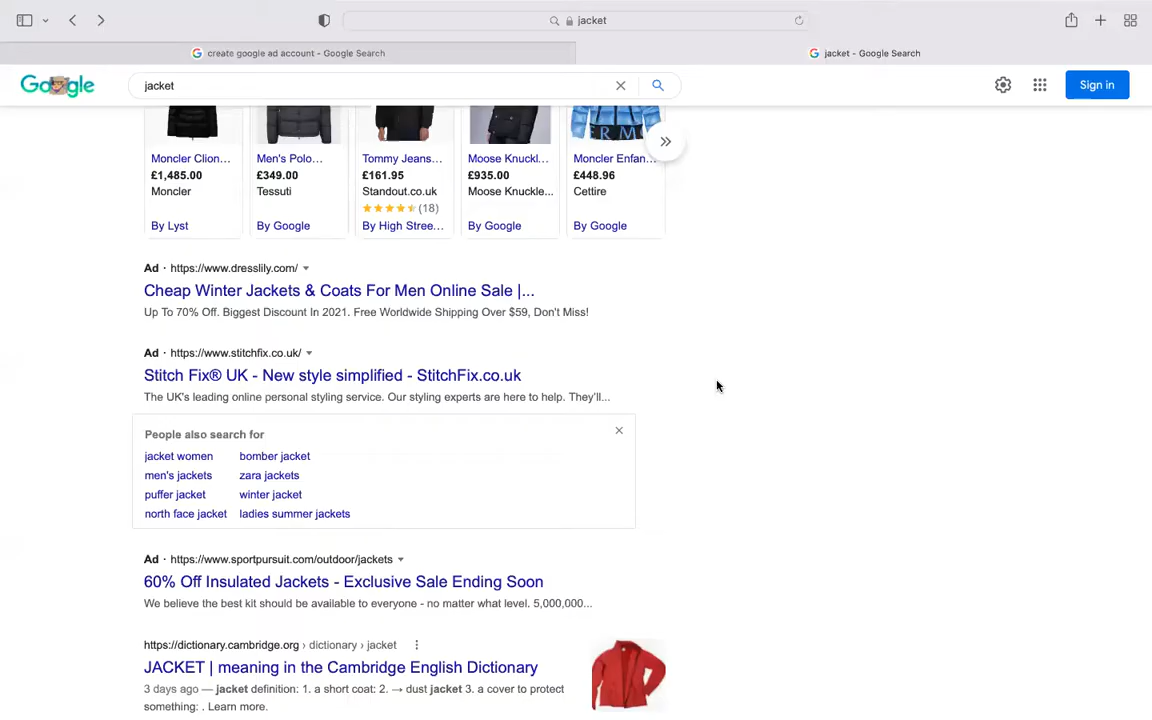 jacket
create google ad account - Google Search
jacket - Google Search
Google
jacket
Sign in
ER MO
Moncler Clion...
£1,485.00
Moncler
By Lyst
Men's Polo...
£349.00
Tessuti
By Google
Tommy Jeans...
£161.95
Standout.co.uk
(18)
By High Stree...
Moose Knuckl...
£935.00
Moose Knuckle...
By Google
Moncler Enfan...
£448.96
Cettire
By Google
Ad · https://www.dresslily.com/
Cheap Winter Jackets & Coats For Men Online Sale |...
Up To 70% Off. Biggest Discount In 2021. Free Worldwide Shipping Over $59, Don't Miss!
Ad · https://www.stitchfix.co.uk/
Stitch Fix® UK - New style simplified - StitchFix.co.uk
The UK's leading online personal styling service. Our styling experts are here to help. They'll...
People also search for
jacket women
bomber jacket
men's jackets
zara jackets
puffer jacket
winter jacket
north face jacket
ladies summer jackets
Ad · https://www.sportpursuit.com/outdoor/jackets
60% Off Insulated Jackets - Exclusive Sale Ending Soon
We believe the best kit should be available to everyone - no matter what level. 5,000,000...
https://dictionary.cambridge.org › dictionary › jacket
JACKET | meaning in the Cambridge English Dictionary
3 days ago — jacket definition: 1. a short coat: 2. → dust jacket 3. a cover to protect
something: . Learn more.